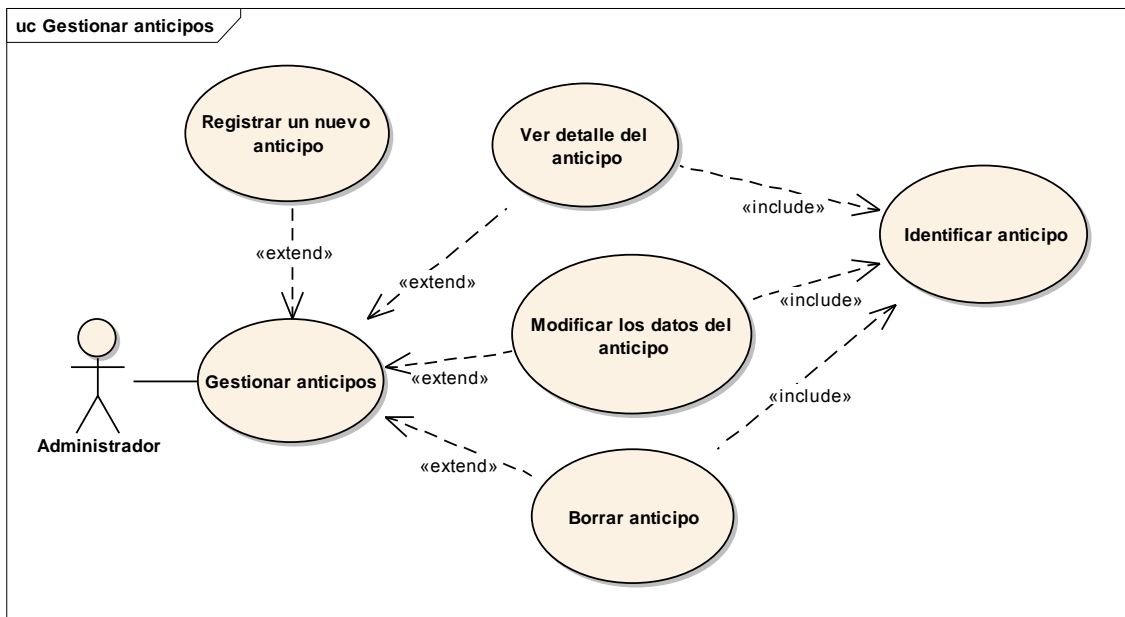 uc Gestionar anticipos
Registrar un nuevo
anticipo
Ver detalle del
anticipo
«include»
Identificar anticipo
«extend»
«extend»
«include»
Modificar los datos del
anticipo
Gestionar anticipos
«extend»
«include»
Administrador
«extend»
Borrar anticipo